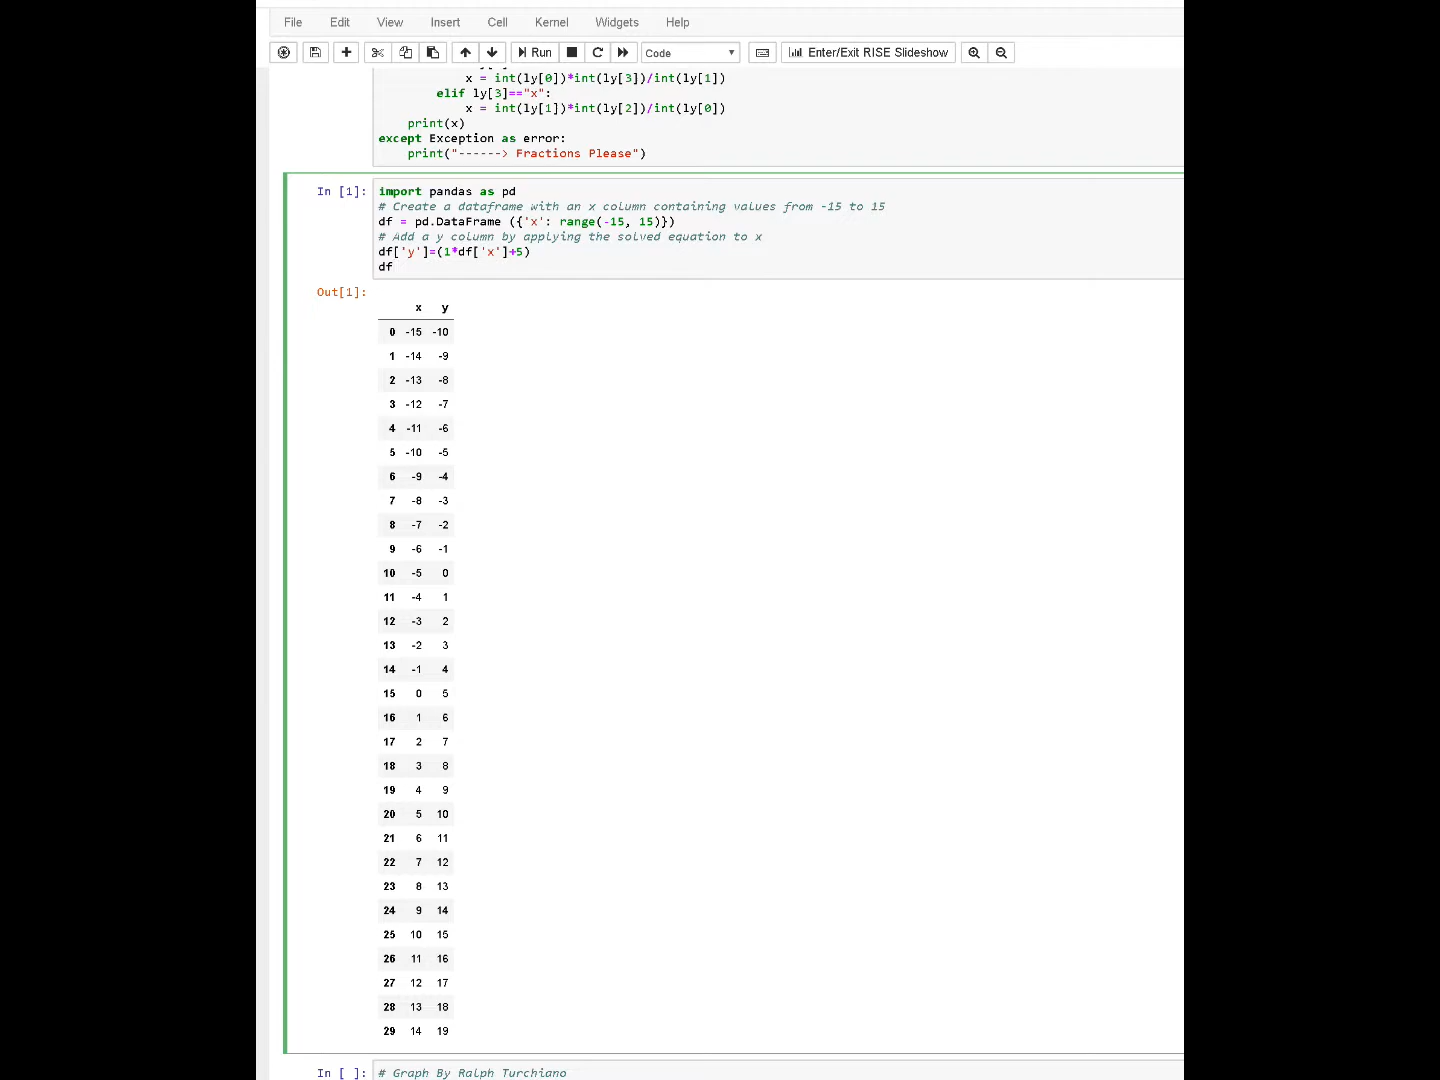 File Edit View Insert Cell Kernel Widgets Help
Run Code Enter/Exit RISE Slideshow
x = int(ly[0])*int(ly[3])/int(ly[1])
elif ly[3]=="x":
x = int(ly[1])*int(ly[2])/int(ly[0])
print(x)
except Exception as error:
print("------> Fractions Please")
In [1]: import pandas as pd
# Create a dataframe with an x column containing values from -15 to 15
df = pd.DataFrame ({'x': range(-15, 15)})
# Add a y column by applying the solved equation to x
df['y']=(1*df['x']+5)
df
Out[1]:
x y
0 -15 -10
1 -14 -9
2 -13 -8
3 -12 -7
4 -11 -6
5 -10 -5
6 -9 -4
7 -8 -3
8 -7 -2
9 -6 -1
10 -5 0
11 -4 1
12 -3 2
13 -2 3
14 -1 4
15 0 5
16 1 6
17 2 7
18 3 8
19 4 9
20 5 10
21 6 11
22 7 12
23 8 13
24 9 14
25 10 15
26 11 16
27 12 17
28 13 18
29 14 19
In [ ]: # Graph By Ralph Turchiano